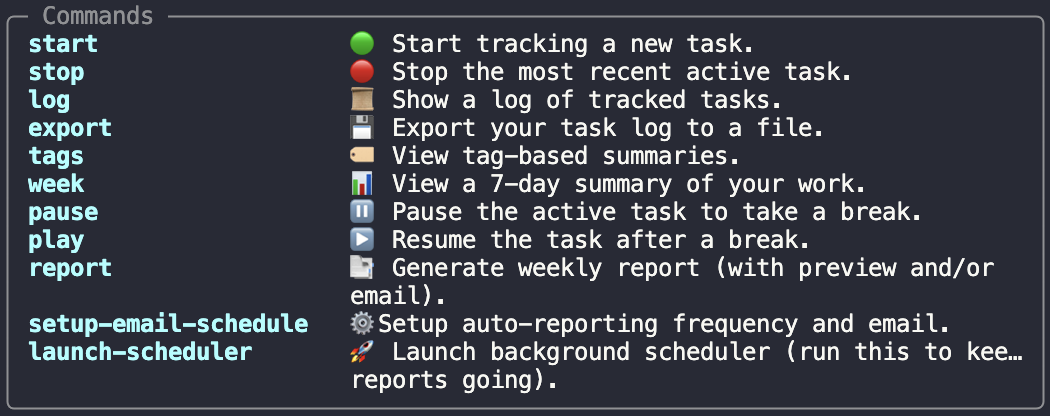 Commands
start 🟢 Start tracking a new task.
stop 🔴 Stop the most recent active task.
log 📜 Show a log of tracked tasks.
export 💾 Export your task log to a file.
tags 🏷️ View tag-based summaries.
week 📊 View a 7-day summary of your work.
pause ⏸️ Pause the active task to take a break.
play ▶️ Resume the task after a break.
report 📑 Generate weekly report (with preview and/or
email).
setup-email-schedule ⚙️Setup auto-reporting frequency and email.
launch-scheduler 🚀 Launch background scheduler (run this to kee…
reports going).